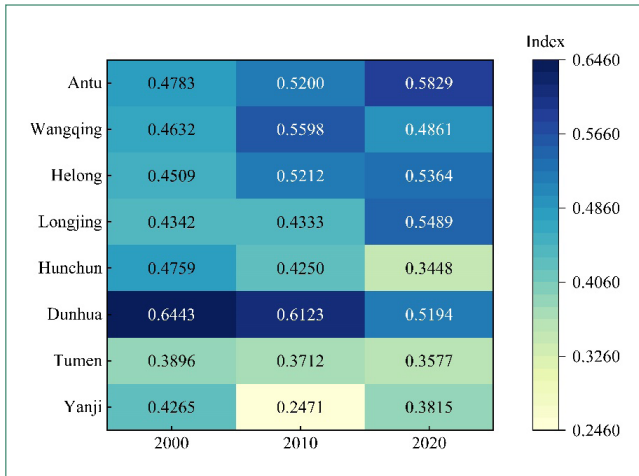 Index
Antu 0.4783 0.5200 0.5829 0.6460
Wangqing 0.4632 0.5598 0.4861 0.5660
Helong 0.4509 0.5212 0.5364 0.4860
Longjing 0.4342 0.4333 0.5489
Hunchun 0.4759 0.4250 0.3448 0.4060
Dunhua 0.6443 0.6123 0.5194 0.3260
Tumen 0.3896 0.3712 0.3577
Yanji 0.4265 0.2471 0.3815 0.2460
2000 2010 2020